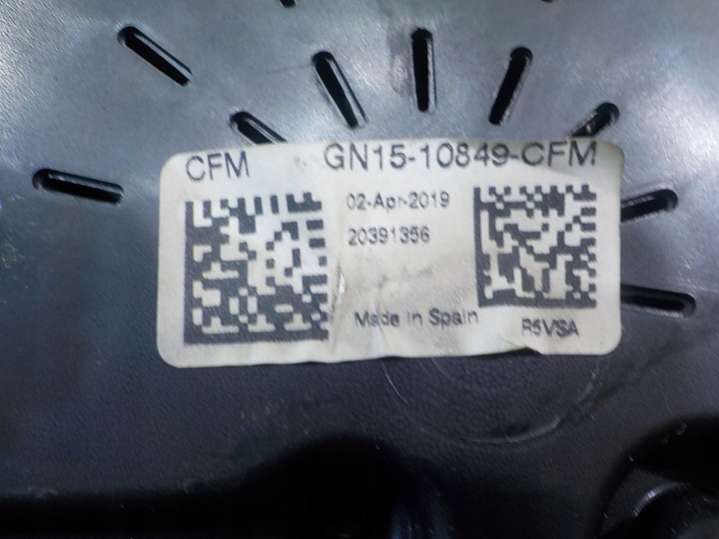 CFM GN15-10849-CFM
02-Apr-2019
20391356
Made in Spain
R5VSA